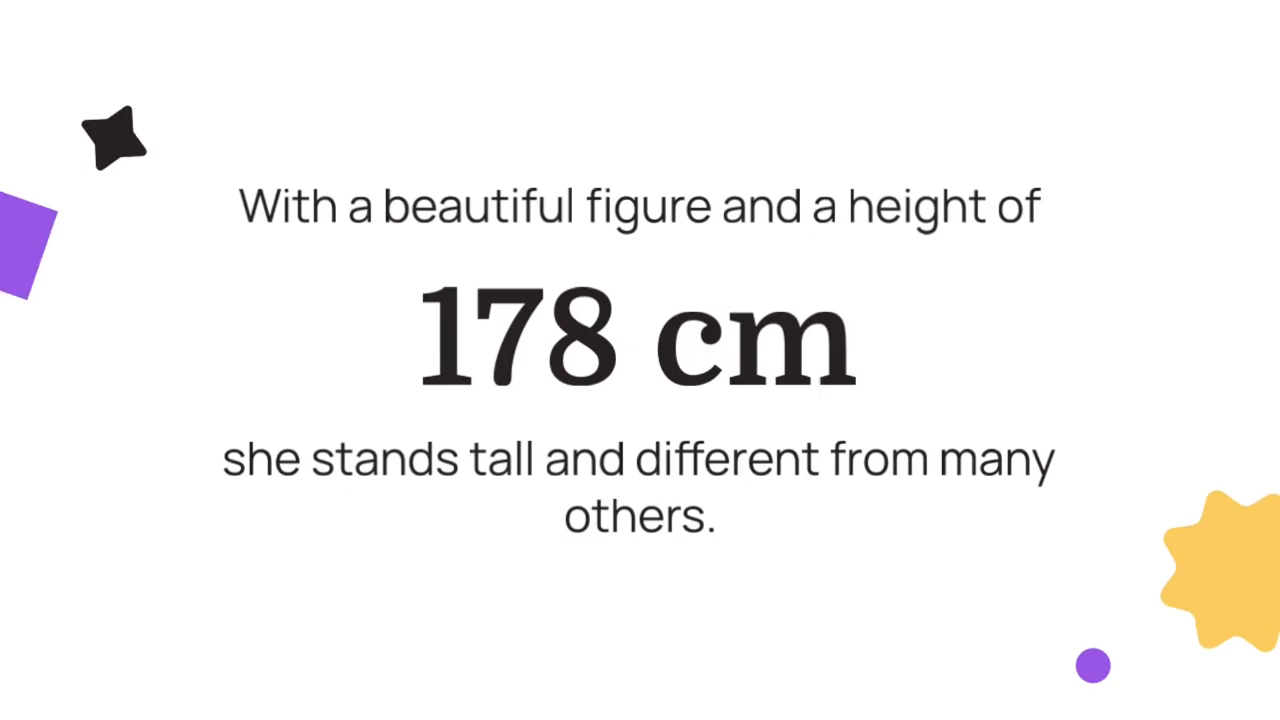 With a beautiful figure and a height of
178 cm
she stands tall and different from many
others.